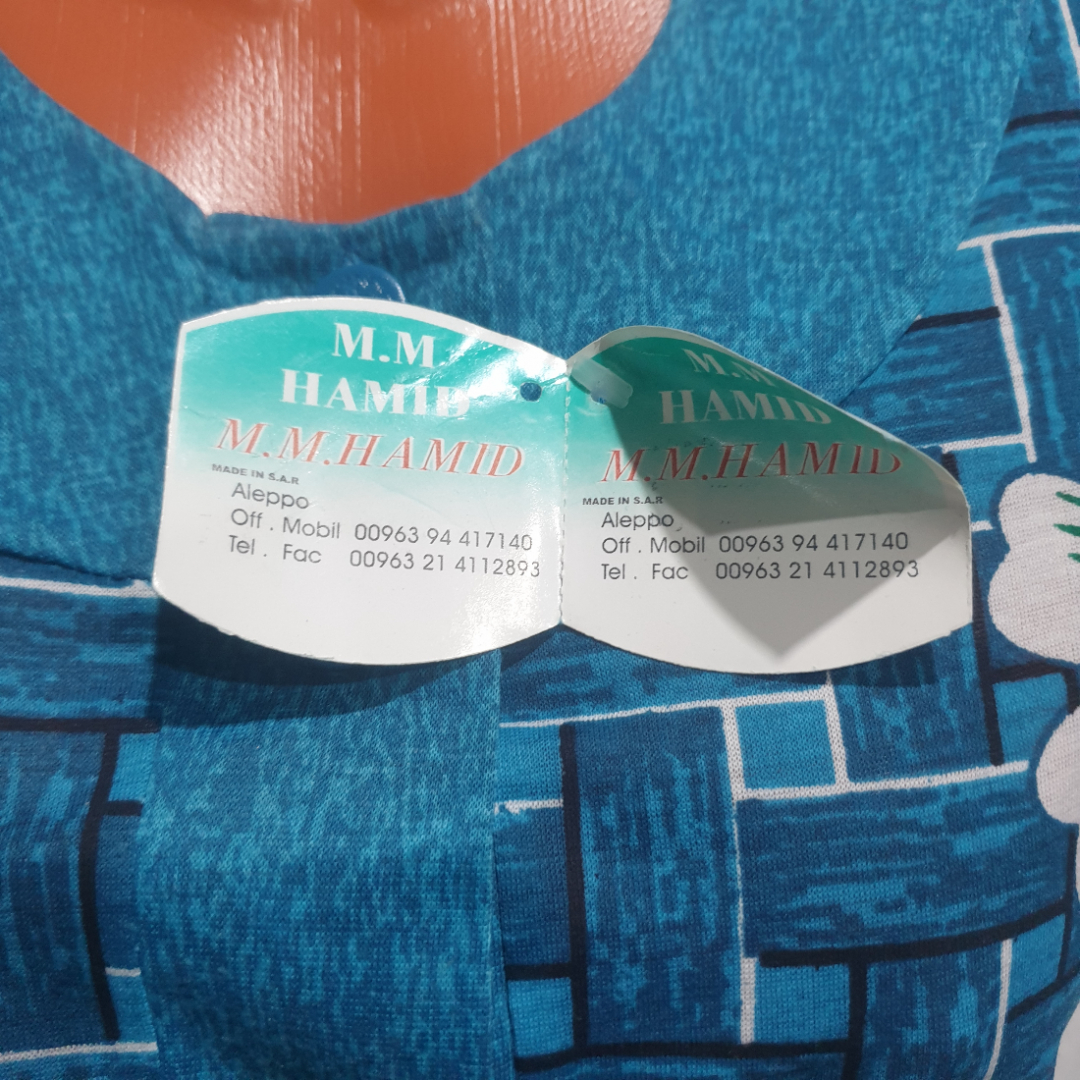 M.M
HAMID
M.M.HAMID
MADE IN S.A.R
Aleppo
Off . Mobil 00963 94 417140
Tel . Fac 00963 21 4112893
M.M
HAMID
M.M.HAMID
MADE IN S.A.R
Aleppo
Off . Mobil 00963 94 417140
Tel . Fac 00963 21 4112893